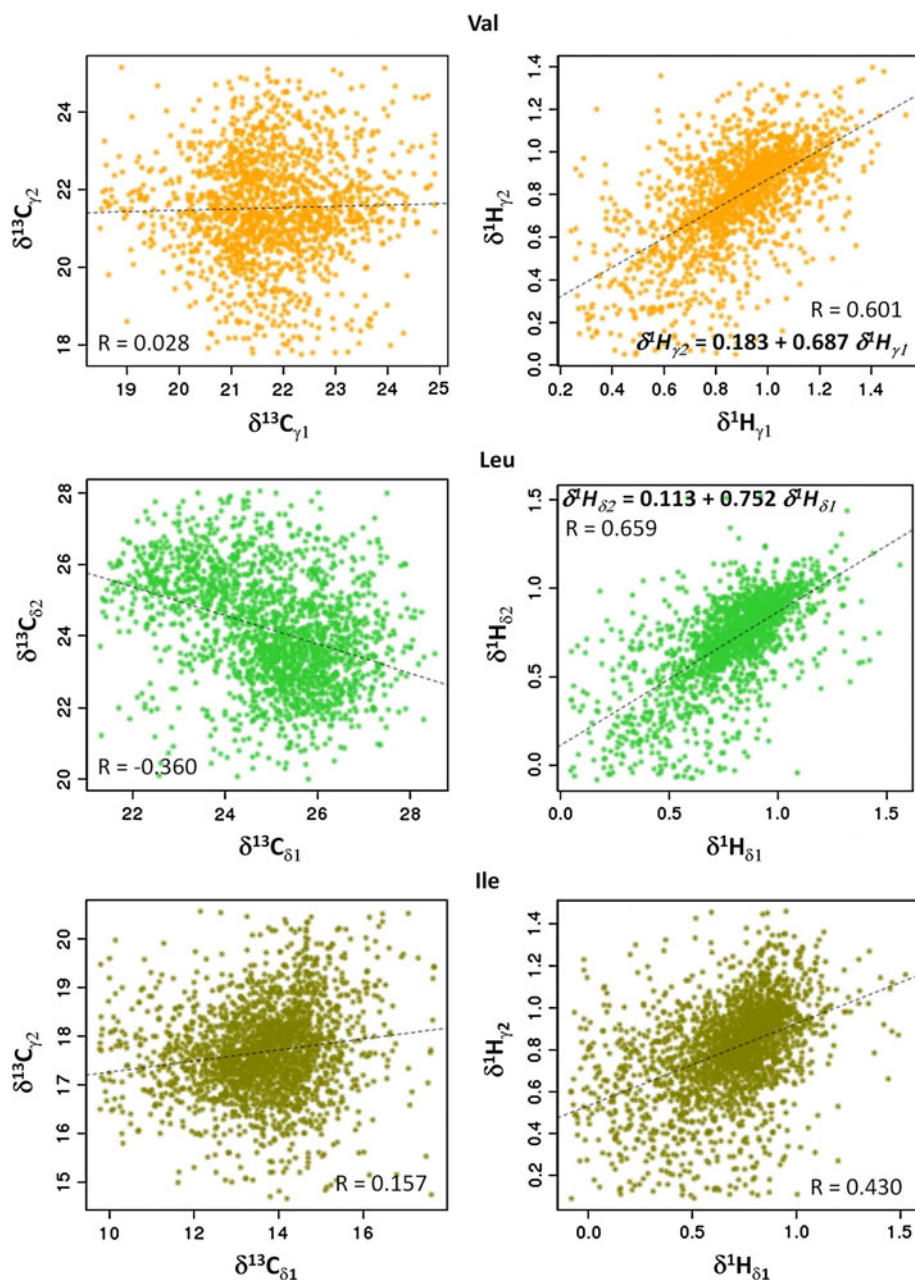 Val
24
22
20
18
δ¹³Cγ2
R = 0.028
19 20 21 22 23 24 25
δ¹³Cγ1
1.4
1.2
1.0
0.8
0.6
0.4
0.2
0.0
δ¹Hγ2
R = 0.601
δ¹Hγ2 = 0.183 + 0.687 δ¹Hγ1
0.2 0.4 0.6 0.8 1.0 1.2 1.4
δ¹Hγ1
Leu
28
26
24
22
20
δ¹³Cδ2
R = -0.360
22 24 26 28
δ¹³Cδ1
1.5
1.0
0.5
0.0
δ¹Hδ2
δ¹Hδ2 = 0.113 + 0.752 δ¹Hδ1
R = 0.659
0.0 0.5 1.0 1.5
δ¹Hδ1
Ile
20
19
18
17
16
15
δ¹³Cγ2
R = 0.157
10 12 14 16
δ¹³Cδ1
1.4
1.2
1.0
0.8
0.6
0.4
0.2
δ¹Hγ2
R = 0.430
0.0 0.5 1.0 1.5
δ¹Hδ1